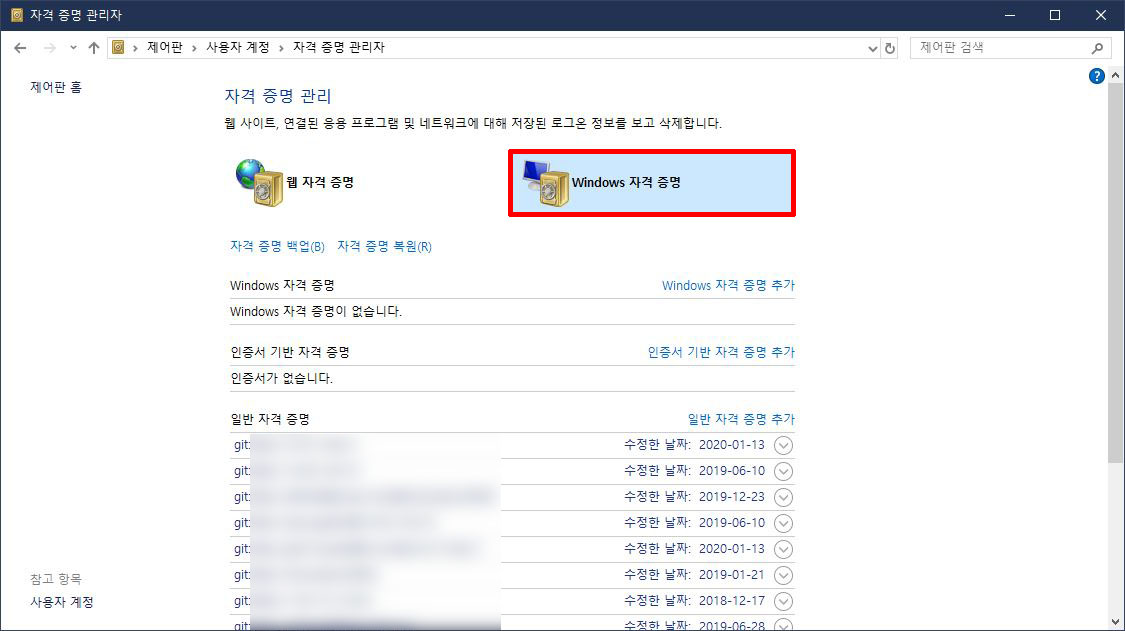 자격 증명 관리자
제어판 › 사용자 계정 › 자격 증명 관리자
제어판 검색
제어판 홈
자격 증명 관리
웹 사이트, 연결된 응용 프로그램 및 네트워크에 대해 저장된 로그온 정보를 보고 삭제합니다.
웹 자격 증명
Windows 자격 증명
자격 증명 백업(B) 자격 증명 복원(R)
Windows 자격 증명 Windows 자격 증명 추가
Windows 자격 증명이 없습니다.
인증서 기반 자격 증명 인증서 기반 자격 증명 추가
인증서가 없습니다.
일반 자격 증명 일반 자격 증명 추가
git: 수정한 날짜: 2020-01-13
git: 수정한 날짜: 2019-06-10
git: 수정한 날짜: 2019-12-23
git: 수정한 날짜: 2019-06-10
git: 수정한 날짜: 2020-01-13
git: 수정한 날짜: 2019-01-21
git: 수정한 날짜: 2018-12-17
git: 수정한 날짜: 2019-06-28
참고 항목
사용자 계정